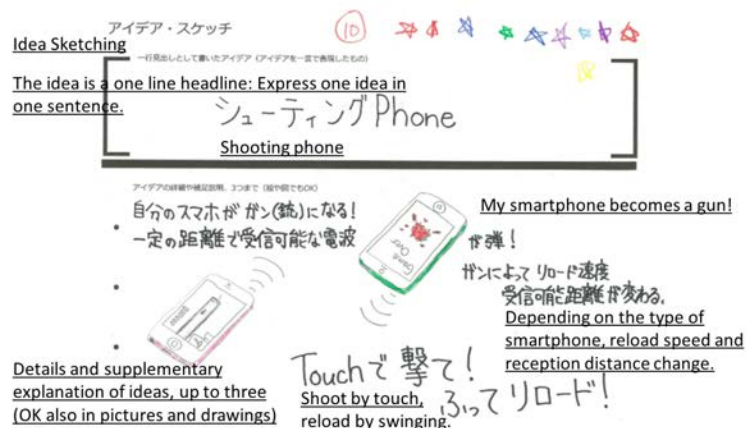 アイデア・スケッチ
⑩
Idea Sketching
一行見出しとして書いたアイデア（アイデアを一言で表現したもの）
The idea is a one line headline: Express one idea in
one sentence.
シューティングPhone
Shooting phone
アイデアの詳細や補足説明、3つまで（絵や図でもOK）
自分のスマホが ガン(銃)になる!
一定の距離で受信可能な電波
が弾!
My smartphone becomes a gun!
Game
Over
ガンによって リロード速度
受信可能距離が変わる。
Depending on the type of
smartphone, reload speed and
reception distance change.
Details and supplementary
explanation of ideas, up to three
(OK also in pictures and drawings)
Touchで 撃て!
Shoot by touch,
reload by swinging.
ふってリロード!